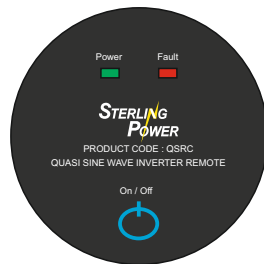 Power Fault
STERLING
POWER
PRODUCT CODE : QSRC
QUASI SINE WAVE INVERTER REMOTE
On / Off